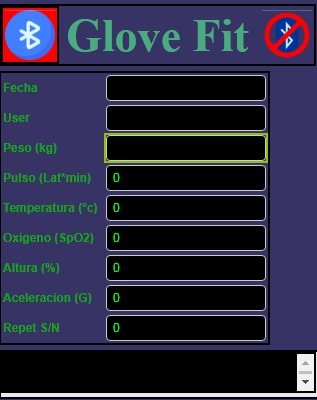 Glove Fit
Fecha
User
Peso (kg)
Pulso (Lat*min) 0
Temperatura (°c) 0
Oxigeno (SpO2) 0
Altura (%) 0
Aceleracion (G) 0
Repet S/N 0